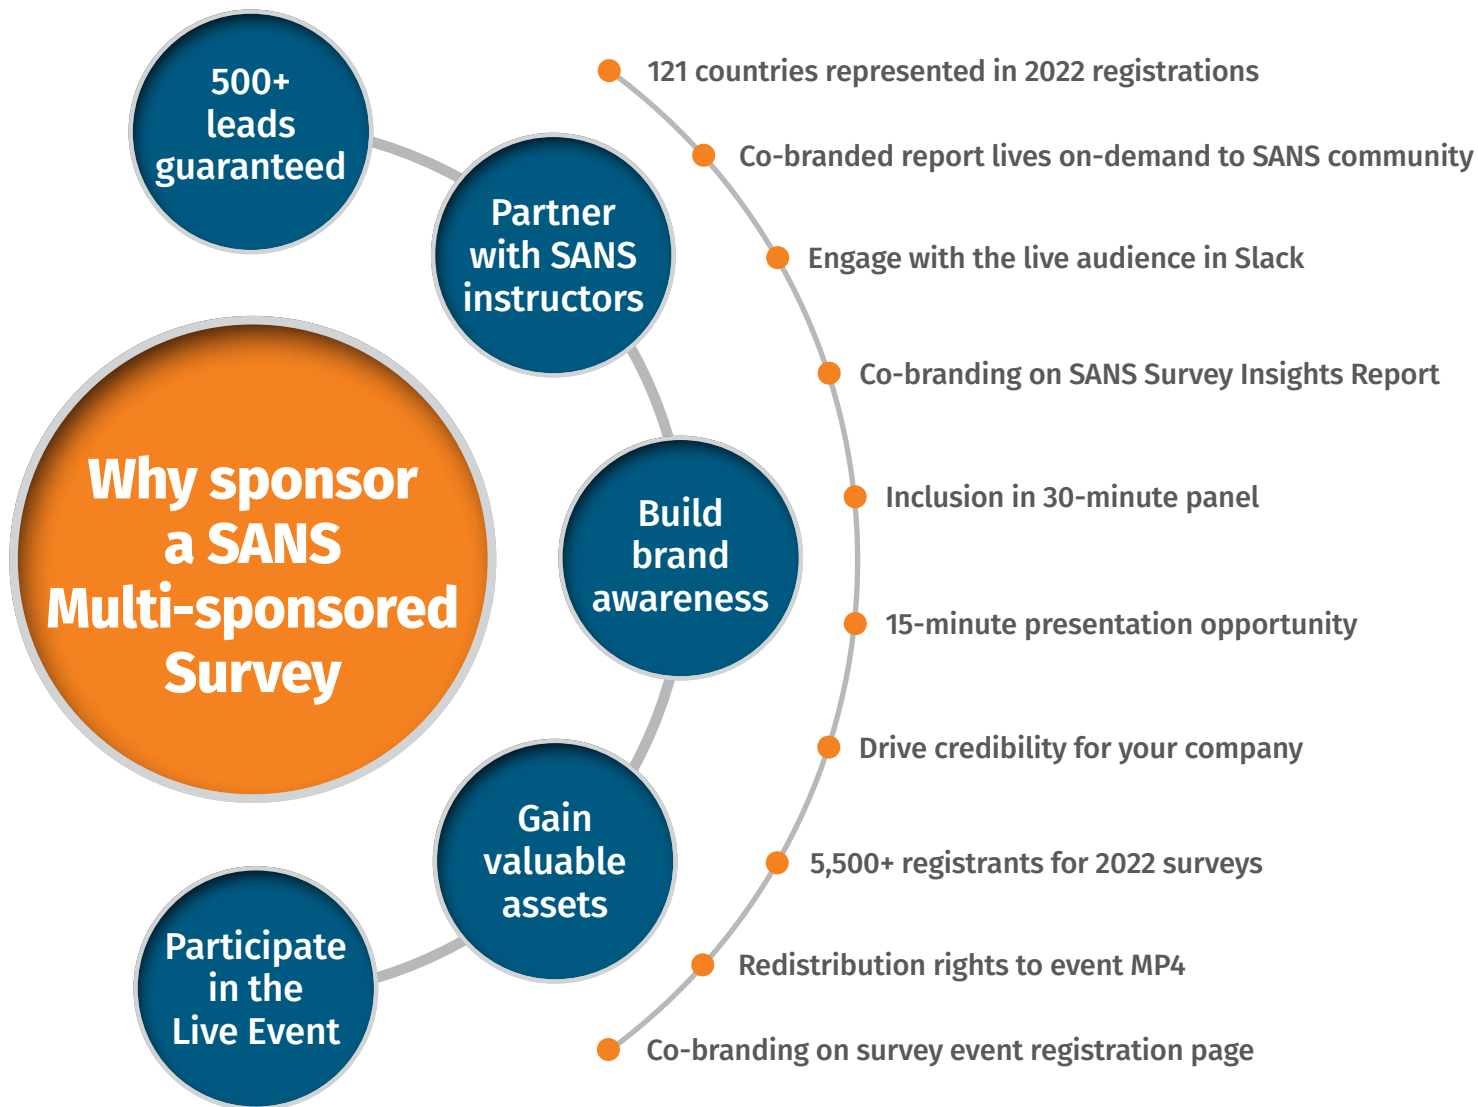 500+
leads
guaranteed
Partner
with SANS
instructors
Why sponsor
a SANS
Multi-sponsored
Survey
Build
brand
awareness
Gain
valuable
assets
Participate
in the
Live Event
121 countries represented in 2022 registrations
Co-branded report lives on-demand to SANS community
Engage with the live audience in Slack
Co-branding on SANS Survey Insights Report
Inclusion in 30-minute panel
15-minute presentation opportunity
Drive credibility for your company
5,500+ registrants for 2022 surveys
Redistribution rights to event MP4
Co-branding on survey event registration page